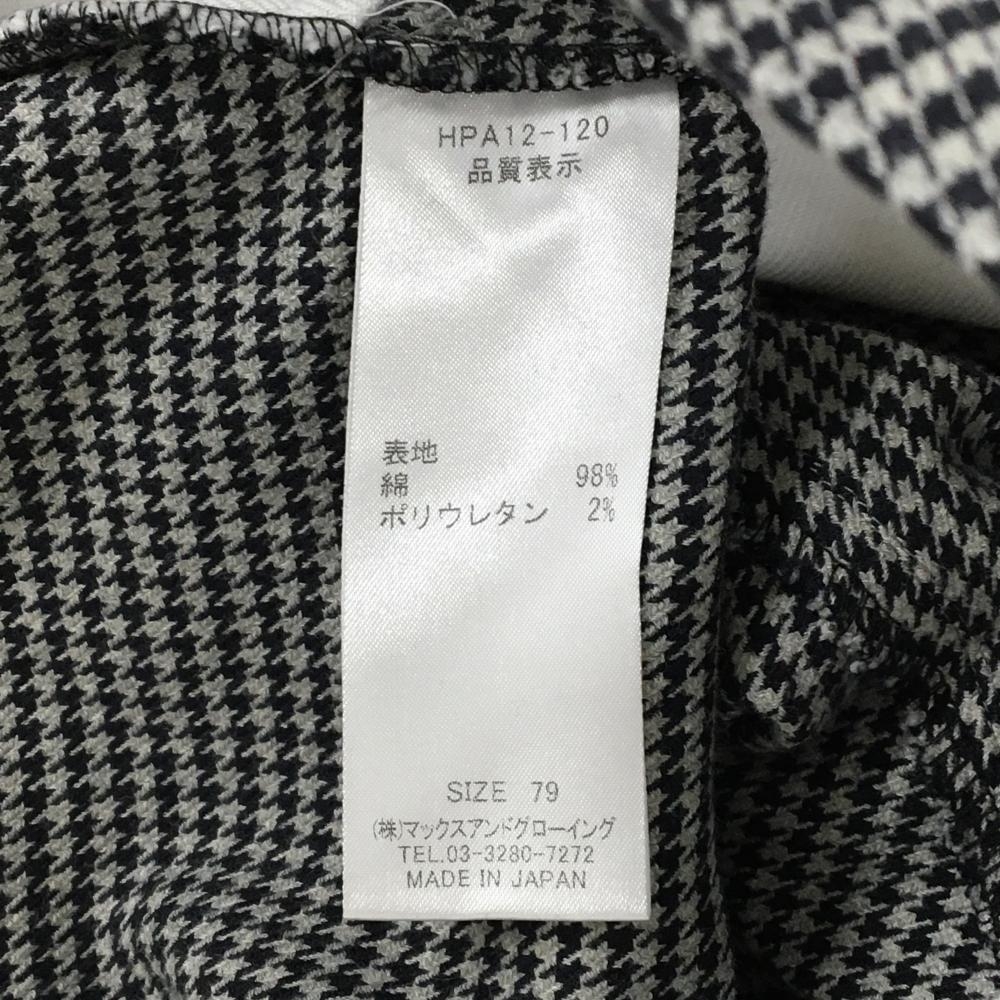 HPA12-120
品質表示
表地
綿 98%
ポリウレタン 2%
SIZE 79
(株)マックスアンドグローイング
TEL.03-3280-7272
MADE IN JAPAN